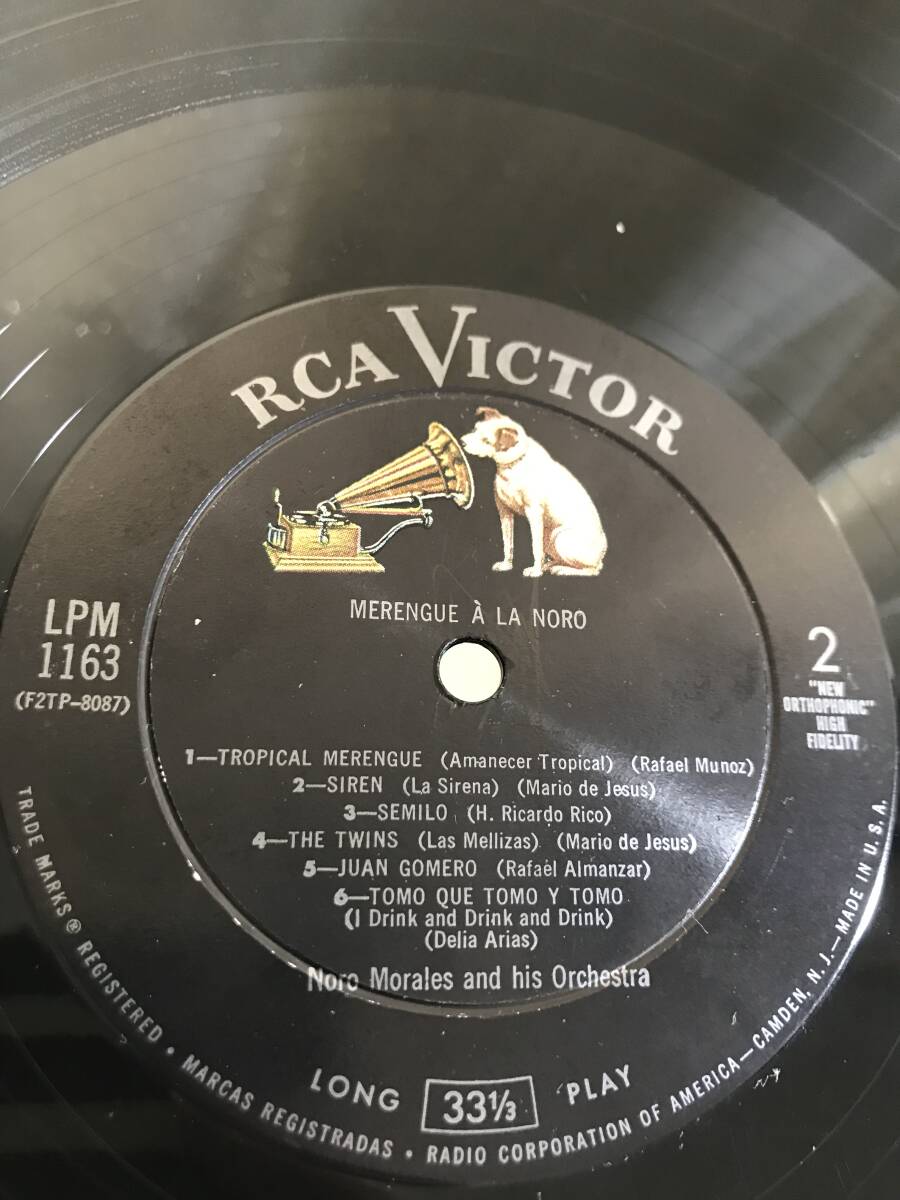 RCA VICTOR
MERENGUE À LA NORO
LPM
1163
(F2TP-8087)
2
"NEW
ORTHOPHONIC"
HIGH
FIDELITY
1—TROPICAL MERENGUE (Amanecer Tropical) (Rafael Munoz)
2—SIREN (La Sirena) (Mario de Jesus)
3—SEMILO (H. Ricardo Rico)
4—THE TWINS (Las Mellizas) (Mario de Jesus)
5—JUAN GOMERO (Rafael Almanzar)
6—TOMO QUE TOMO Y TOMO
(I Drink and Drink and Drink)
(Delia Arias)
Noro Morales and his Orchestra
LONG 33⅓ PLAY
TRADE MARKS ® REGISTERED • MARCAS REGISTRADAS • RADIO CORPORATION OF AMERICA—CAMDEN, N. J.—MADE IN U.S.A.